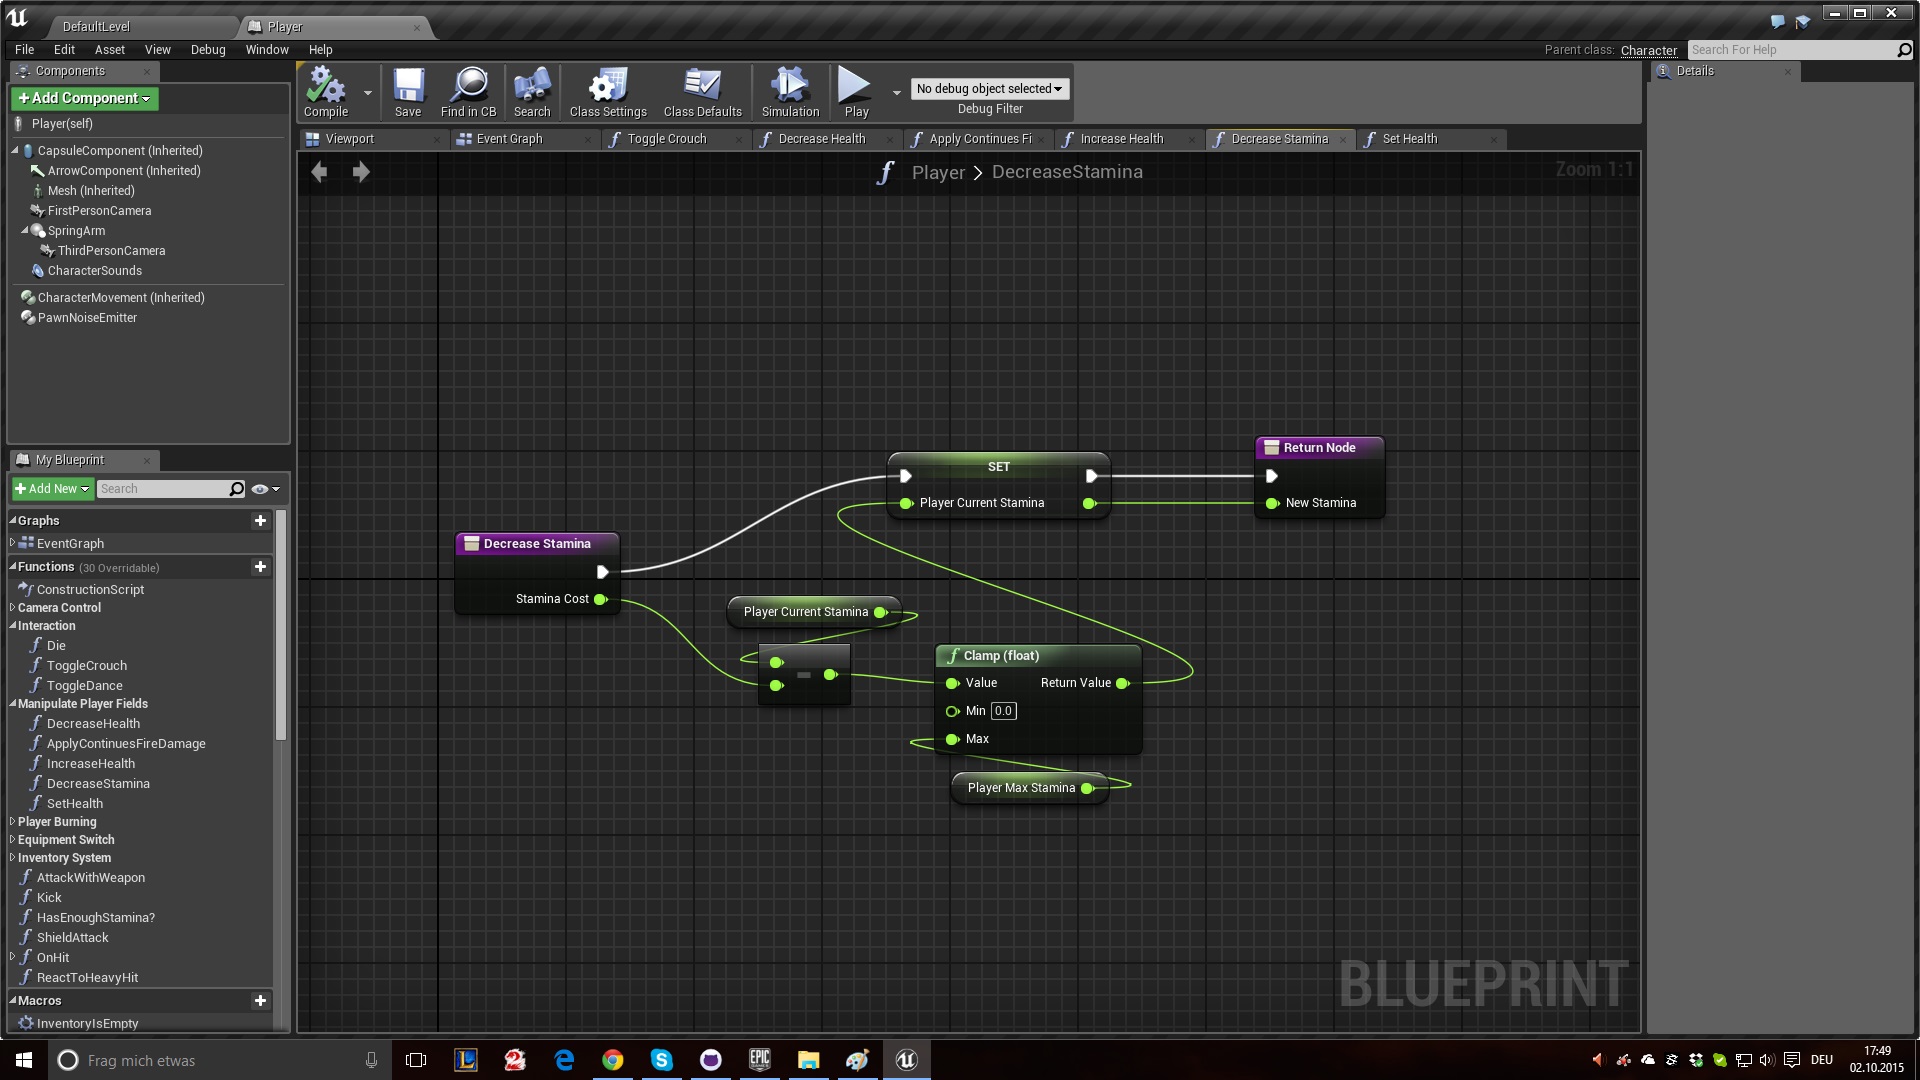 DefaultLevel
Player
File Edit Asset View Debug Window Help
Parent class: Character
Search For Help
Components
+Add Component
Player(self)
CapsuleComponent (Inherited)
ArrowComponent (Inherited)
Mesh (Inherited)
FirstPersonCamera
SpringArm
ThirdPersonCamera
CharacterSounds
CharacterMovement (Inherited)
PawnNoiseEmitter
My Blueprint
+Add New
Search
Graphs
EventGraph
Functions (30 Overridable)
ConstructionScript
Camera Control
Interaction
Die
ToggleCrouch
ToggleDance
Manipulate Player Fields
DecreaseHealth
ApplyContinuesFireDamage
IncreaseHealth
DecreaseStamina
SetHealth
Player Burning
Equipment Switch
Inventory System
AttackWithWeapon
Kick
HasEnoughStamina?
ShieldAttack
OnHit
ReactToHeavyHit
Macros
InventoryIsEmpty
Compile
Save
Find in CB
Search
Class Settings
Class Defaults
Simulation
Play
No debug object selected
Debug Filter
Viewport
Event Graph
Toggle Crouch
Decrease Health
Apply Continues Fi
Increase Health
Decrease Stamina
Set Health
Player > DecreaseStamina
Zoom 1:1
Return Node
New Stamina
SET
Player Current Stamina
Decrease Stamina
Stamina Cost
Player Current Stamina
Clamp (float)
Value Return Value
Min 0.0
Max
Player Max Stamina
BLUEPRINT
Details
Frag mich etwas
EPIC GAMES
DEU
17:49
02.10.2015